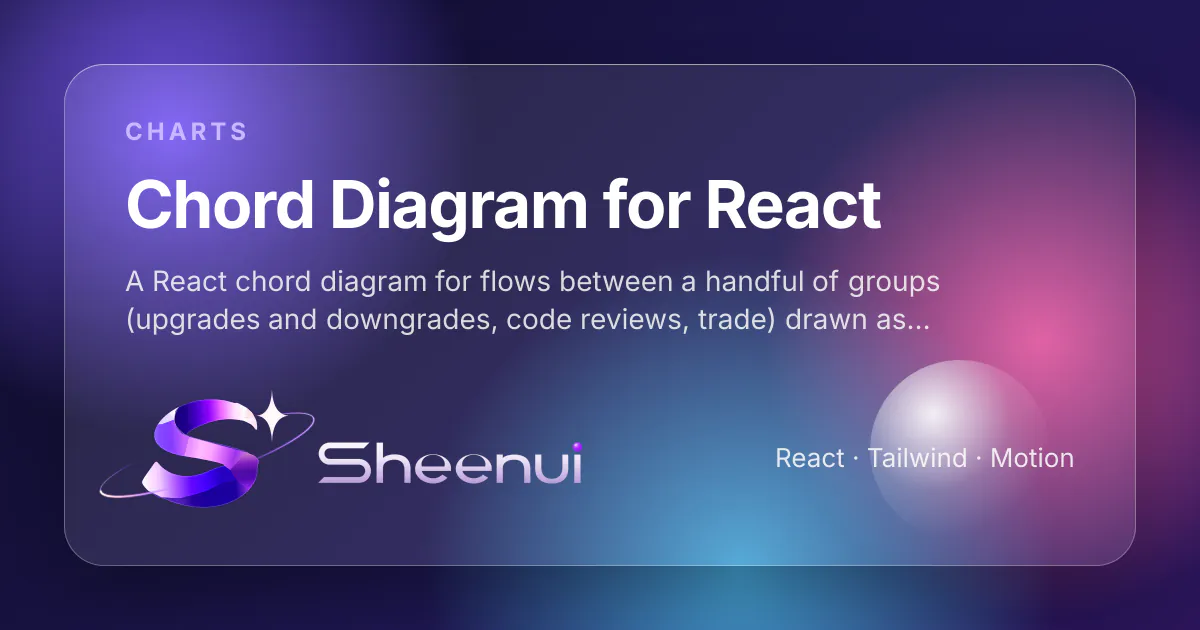 CHARTS
Chord Diagram for React
A React chord diagram for flows between a handful of groups
(upgrades and downgrades, code reviews, trade) drawn as...
Sheenui
React · Tailwind · Motion